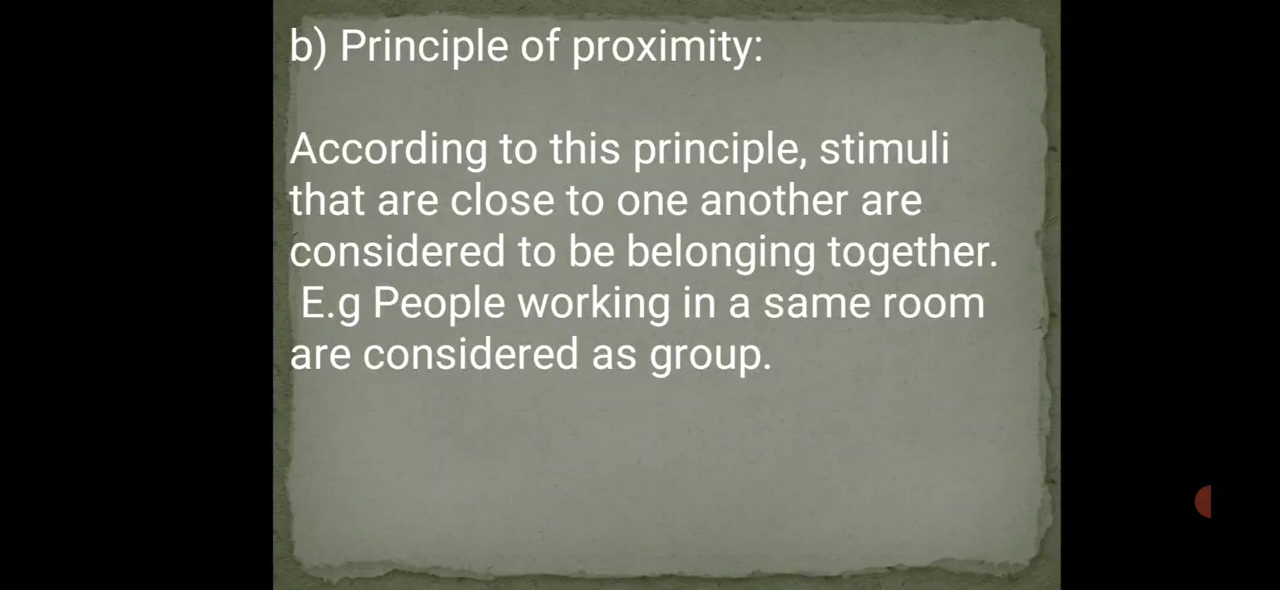 b) Principle of proximity:
According to this principle, stimuli
that are close to one another are
considered to be belonging together.
E.g People working in a same room
are considered as group.